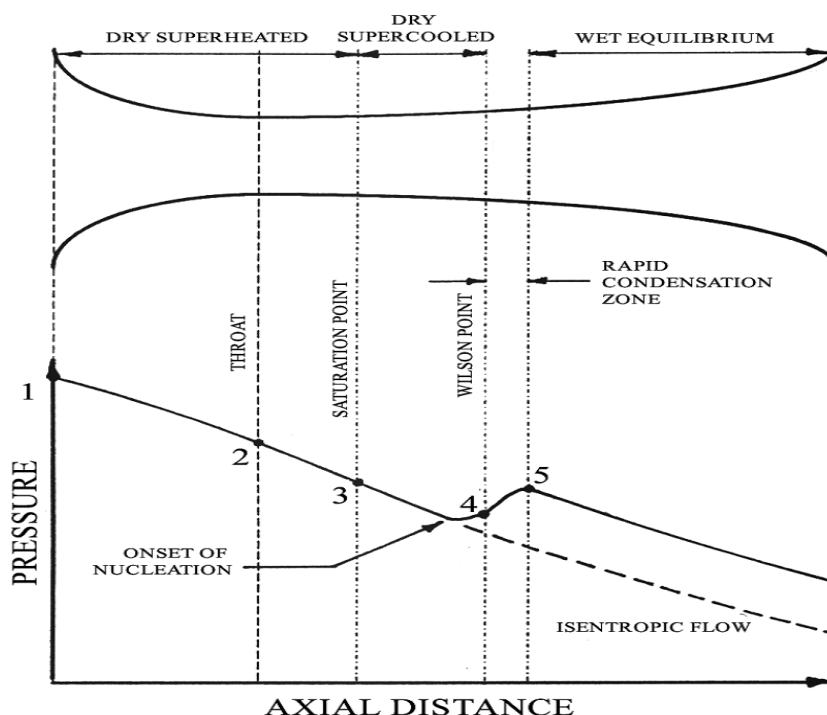 DRY SUPERHEATED
DRY
SUPERCOOLED
WET EQUILIBRIUM
RAPID
CONDENSATION
ZONE
THROAT
SATURATION POINT
WILSON POINT
1
2
3
4
5
ONSET OF
NUCLEATION
ISENTROPIC FLOW
PRESSURE
AXIAL DISTANCE